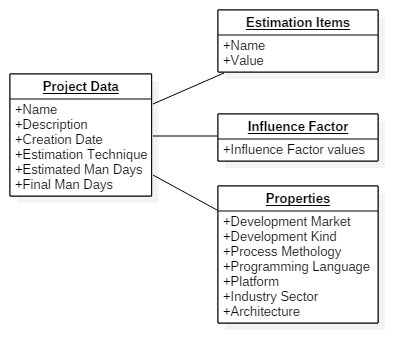 Estimation Items
+Name
+Value
Project Data
+Name
+Description
+Creation Date
+Estimation Technique
+Estimated Man Days
+Final Man Days
Influence Factor
+Influence Factor values
Properties
+Development Market
+Development Kind
+Process Methology
+Programming Language
+Platform
+Industry Sector
+Architecture